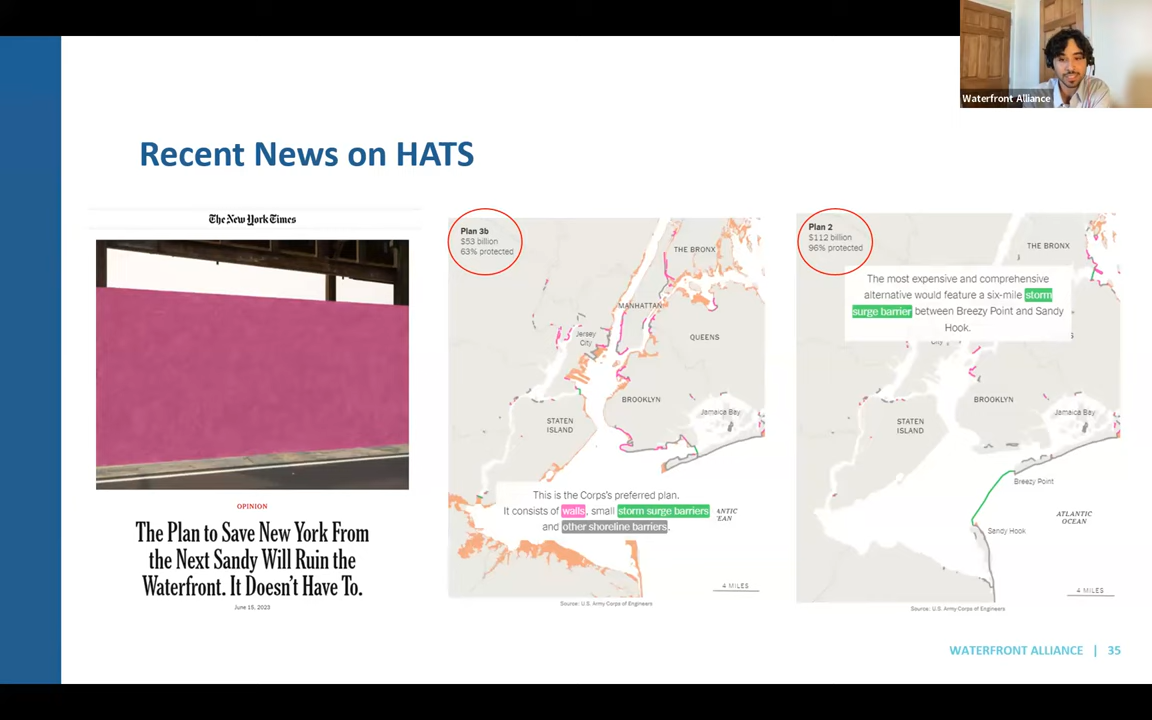 Waterfront Alliance
Recent News on HATS
The New York Times
OPINION
The Plan to Save New York From
the Next Sandy Will Ruin the
Waterfront. It Doesn't Have To.
June 15, 2023
Plan 3b
$53 billion
63% protected
THE BRONX
MANHATTAN
Jersey
City
QUEENS
BROOKLYN
STATEN
ISLAND
Jamaica Bay
This is the Corps's preferred plan.
It consists of walls, small storm surge barriers
and other shoreline barriers.
4 MILES
Source: U.S. Army Corps of Engineers
Plan 2
$112 billion
96% protected
THE BRONX
The most expensive and comprehensive
alternative would feature a six-mile storm
surge barrier between Breezy Point and Sandy
Hook.
BROOKLYN
STATEN
ISLAND
Jamaica Bay
Breezy Point
Sandy Hook
ATLANTIC
OCEAN
4 MILES
Source: U.S. Army Corps of Engineers
WATERFRONT ALLIANCE | 35